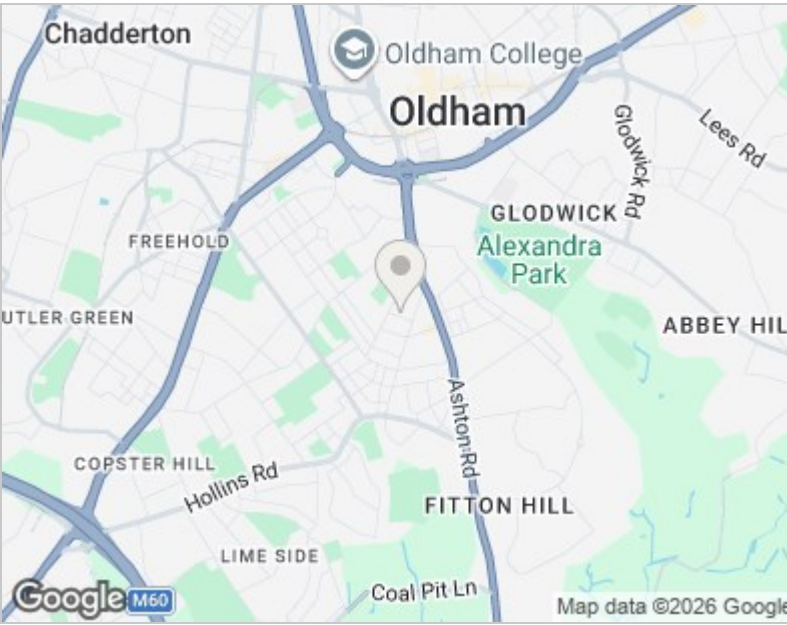 Chadderton
Oldham College
Oldham
Lees Rd
Glodwick Rd
GLODWICK
FREEHOLD
Alexandra
Park
UTLER GREEN
ABBEY HIL
Ashton Rd
COPSTER HILL
Hollins Rd
FITTON HILL
LIME SIDE
Coal Pit Ln
Google
M60
Map data ©2026 Google